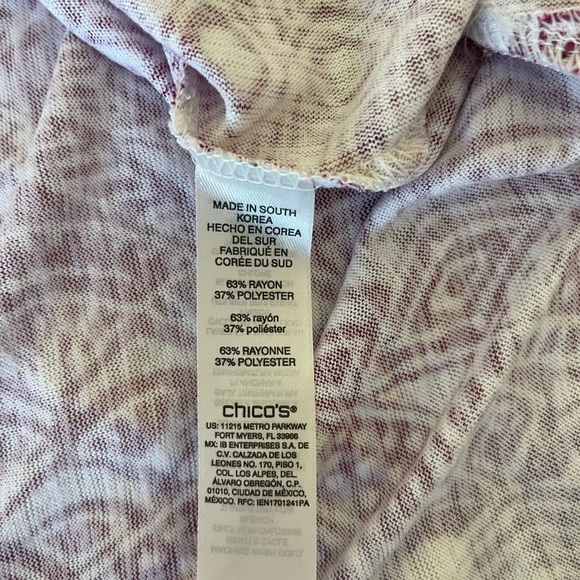 MADE IN SOUTH
KOREA
HECHO EN COREA
DEL SUR
FABRIQUÉ EN
CORÉE DU SUD
63% RAYON
37% POLYESTER
63% rayón
37% poliéster
63% RAYONNE
37% POLYESTER
chico's®
US: 11215 METRO PARKWAY
FORT MYERS, FL 33966
MX: IB ENTERPRISES S.A. DE
C.V. CALZADA DE LOS
LEONES NO. 170, PISO 1,
COL. LOS ALPES, DEL.
ÁLVARO OBREGÓN, C.P.
01010, CIUDAD DE MÉXICO,
MÉXICO. RFC: IEN1701241PA